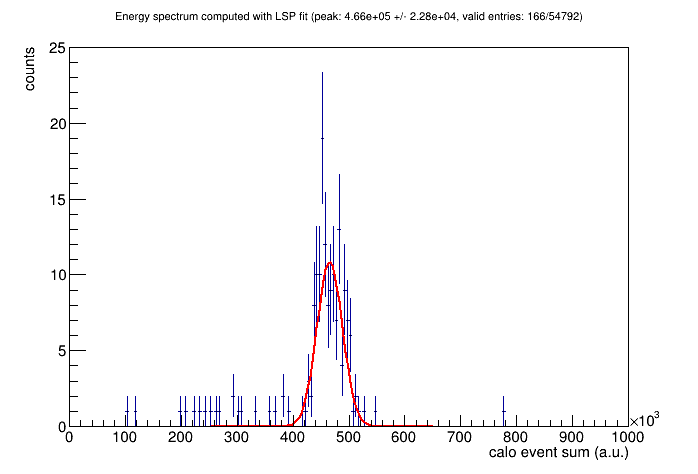 Energy spectrum computed with LSP fit (peak: 4.66e+05 +/- 2.28e+04, valid entries: 166/54792)
counts
25
20
15
10
5
0
0 100 200 300 400 500 600 700 800 900 1000
×10³
calo event sum (a.u.)